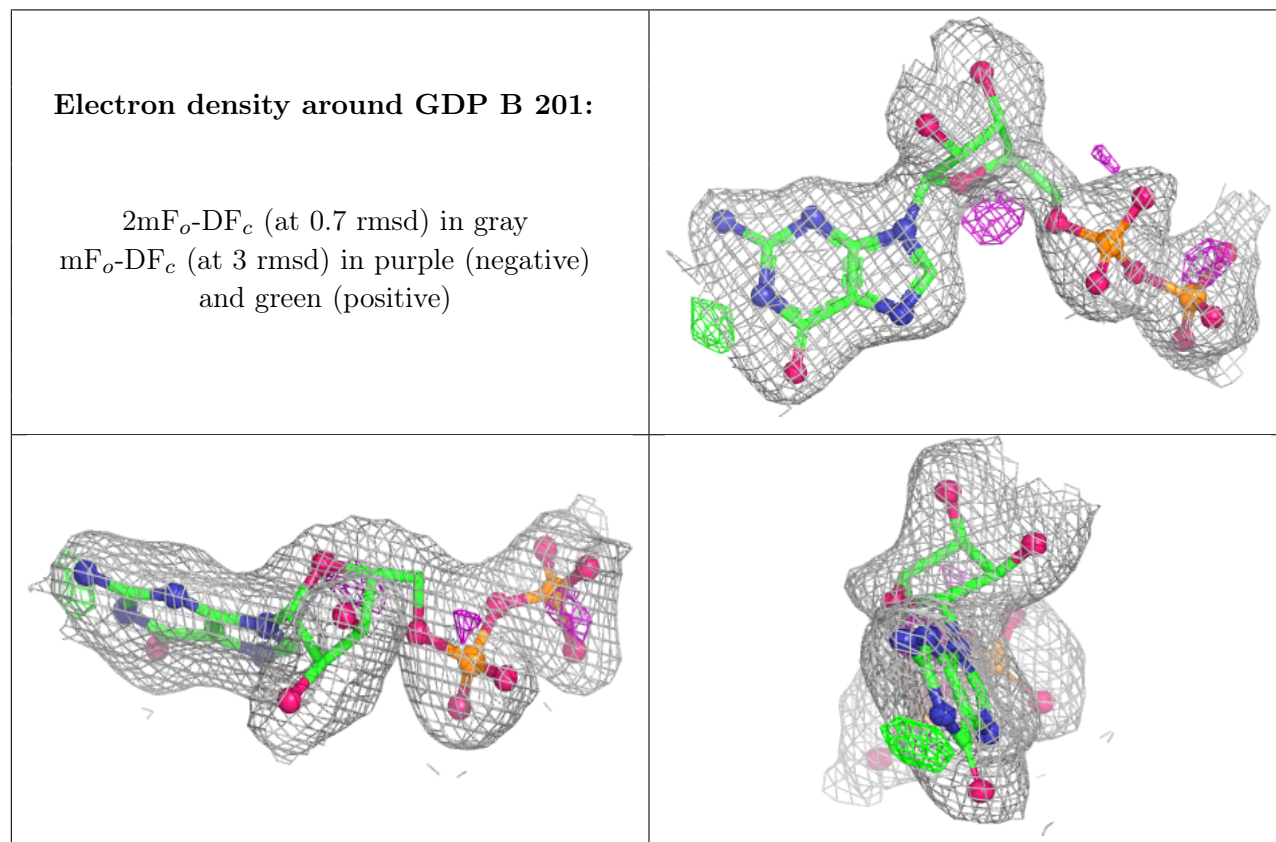 Electron density around GDP B 201:
2mFo-DFc (at 0.7 rmsd) in gray
mFo-DFc (at 3 rmsd) in purple (negative)
and green (positive)